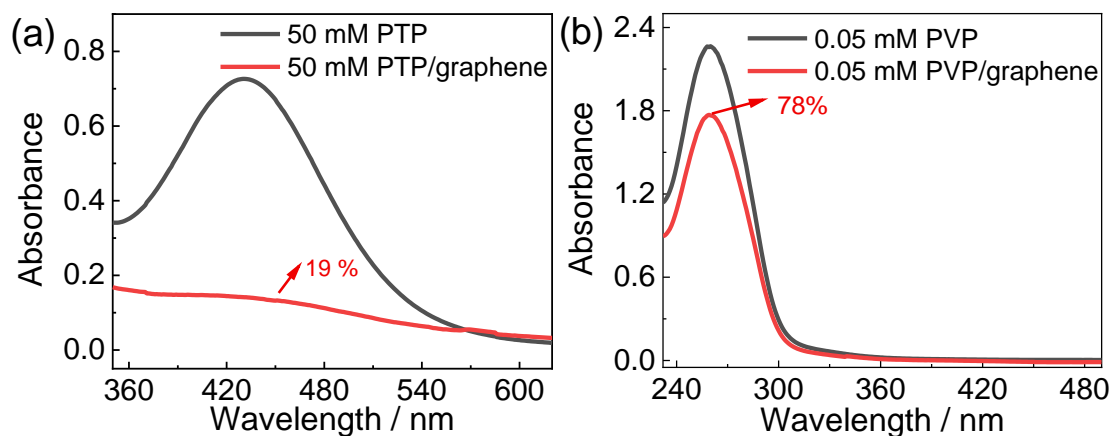 (a)
50 mM PTP
50 mM PTP/graphene
0.8
0.6
0.4
0.2
0.0
Absorbance
19 %
360 420 480 540 600
Wavelength / nm
(b)
0.05 mM PVP
0.05 mM PVP/graphene
2.4
1.8
1.2
0.6
0.0
Absorbance
78%
240 300 360 420 480
Wavelength / nm